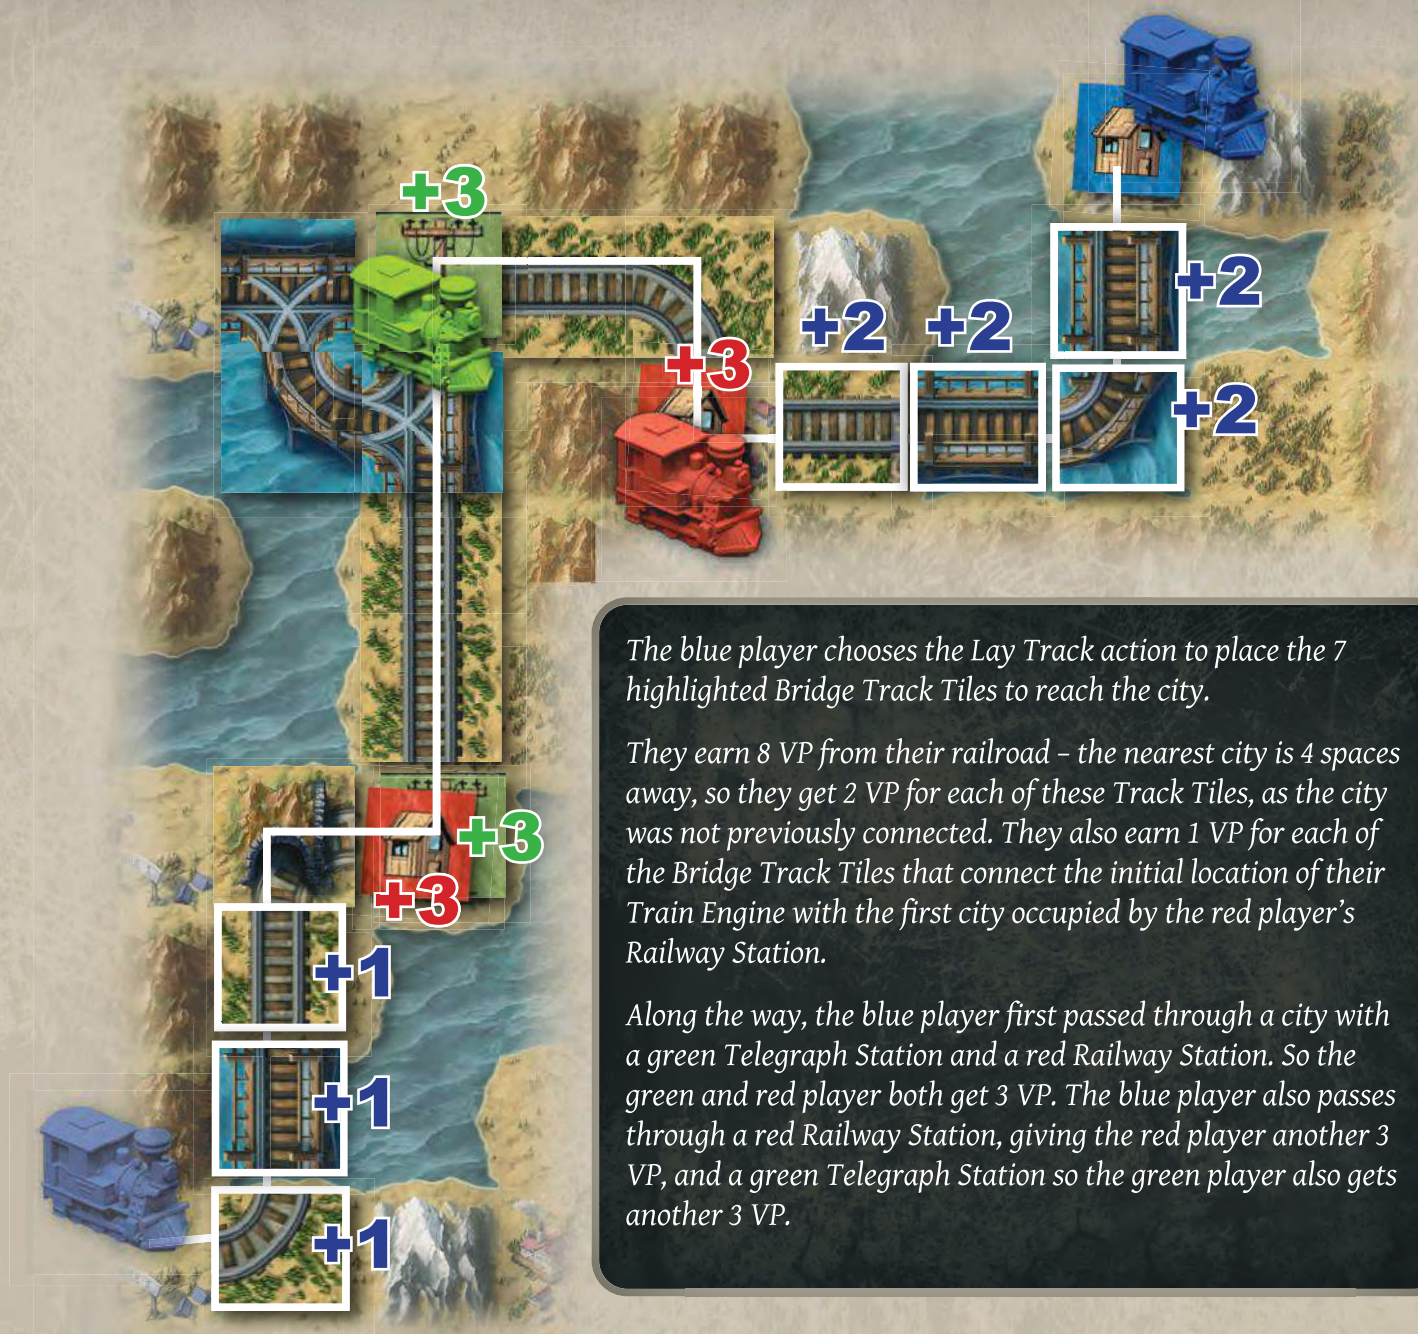 +3
+3
+2
+2
+2
+2
+3
+3
+1
+1
+1
The blue player chooses the Lay Track action to place the 7
highlighted Bridge Track Tiles to reach the city.
They earn 8 VP from their railroad – the nearest city is 4 spaces
away, so they get 2 VP for each of these Track Tiles, as the city
was not previously connected. They also earn 1 VP for each of
the Bridge Track Tiles that connect the initial location of their
Train Engine with the first city occupied by the red player’s
Railway Station.
Along the way, the blue player first passed through a city with
a green Telegraph Station and a red Railway Station. So the
green and red player both get 3 VP. The blue player also passes
through a red Railway Station, giving the red player another 3
VP, and a green Telegraph Station so the green player also gets
another 3 VP.